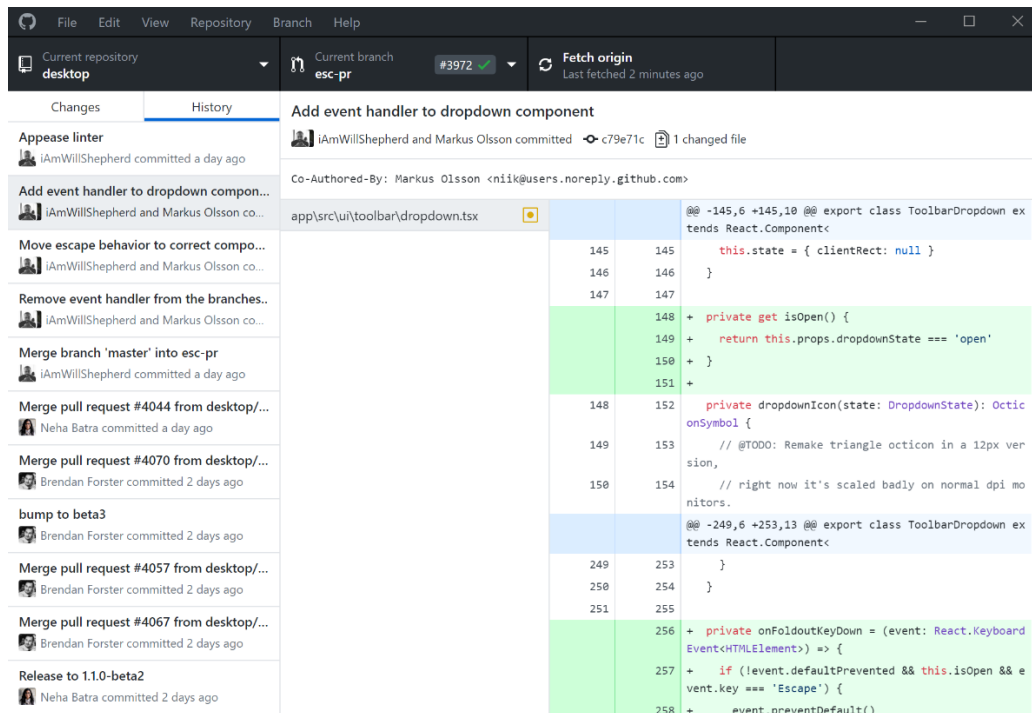 File Edit View Repository Branch Help
Current repository
desktop
Current branch
esc-pr
#3972
Fetch origin
Last fetched 2 minutes ago
Changes
History
Appease linter
iAmWillShepherd committed a day ago
Add event handler to dropdown compon...
iAmWillShepherd and Markus Olsson co...
Move escape behavior to correct compo...
iAmWillShepherd and Markus Olsson co...
Remove event handler from the branches..
iAmWillShepherd and Markus Olsson co...
Merge branch 'master' into esc-pr
iAmWillShepherd committed a day ago
Merge pull request #4044 from desktop/...
Neha Batra committed a day ago
Merge pull request #4070 from desktop/...
Brendan Forster committed 2 days ago
bump to beta3
Brendan Forster committed 2 days ago
Merge pull request #4057 from desktop/...
Brendan Forster committed 2 days ago
Merge pull request #4067 from desktop/...
Brendan Forster committed 2 days ago
Release to 1.1.0-beta2
Neha Batra committed 2 days ago
Add event handler to dropdown component
iAmWillShepherd and Markus Olsson committed c79e71c 1 changed file
Co-Authored-By: Markus Olsson <niik@users.noreply.github.com>
app\src\ui\toolbar\dropdown.tsx
@@ -145,6 +145,10 @@ export class ToolbarDropdown ex
tends React.Component<
145 145 this.state = { clientRect: null }
146 146 }
147 147
148 + private get isOpen() {
149 + return this.props.dropdownState === 'open'
150 + }
151 +
148 152 private dropdownIcon(state: DropdownState): Octic
onSymbol {
149 153 // @TODO: Remake triangle octicon in a 12px ver
sion,
150 154 // right now it's scaled badly on normal dpi mo
nitors.
@@ -249,6 +253,13 @@ export class ToolbarDropdown ex
tends React.Component<
249 253 }
250 254 }
251 255
256 + private onFoldoutKeyDown = (event: React.Keyboard
Event<HTMLElement>) => {
257 + if (!event.defaultPrevented && this.isOpen && e
vent.key === 'Escape') {
258 + event.preventDefault()